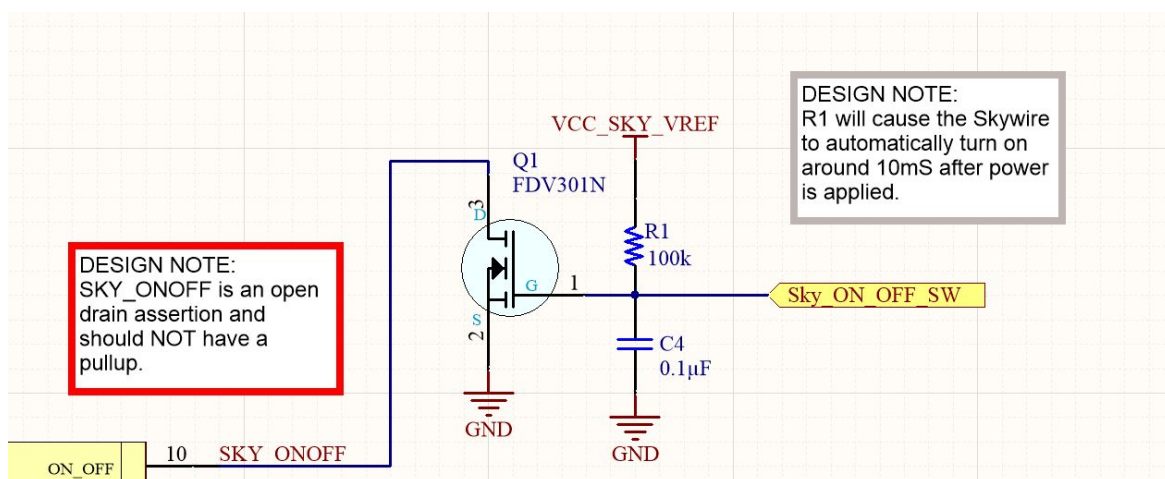 DESIGN NOTE:
R1 will cause the Skywire
to automatically turn on
around 10mS after power
is applied.
VCC_SKY_VREF
Q1
FDV301N
3
D
R1
100k
G
1
Sky_ON_OFF_SW
S
2
C4
0.1µF
GND
GND
DESIGN NOTE:
SKY_ONOFF is an open
drain assertion and
should NOT have a
pullup.
10
SKY_ONOFF
ON_OFF